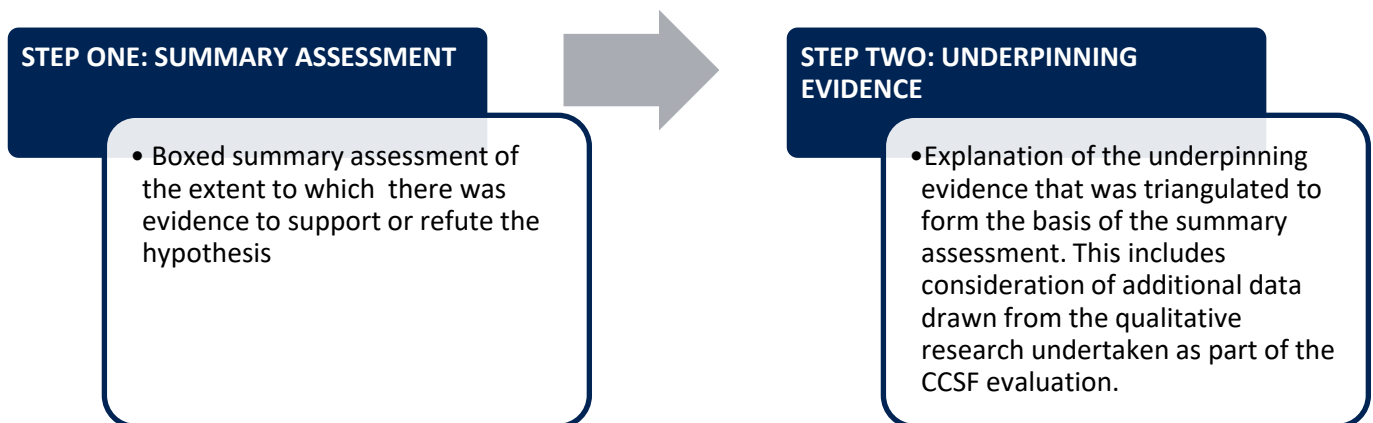 STEP ONE: SUMMARY ASSESSMENT
• Boxed summary assessment of
the extent to which there was
evidence to support or refute the
hypothesis
STEP TWO: UNDERPINNING
EVIDENCE
•Explanation of the underpinning
evidence that was triangulated to
form the basis of the summary
assessment. This includes
consideration of additional data
drawn from the qualitative
research undertaken as part of the
CCSF evaluation.